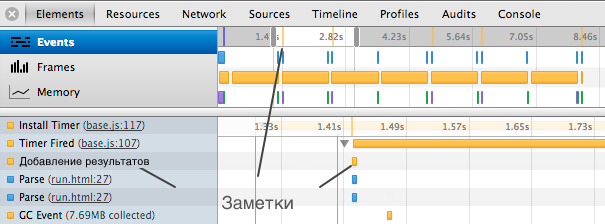 Elements Resources Network Sources Timeline Profiles Audits Console
Events 1.4 2.82s 4.23s 5.64s 7.05s 8.46s
Frames
Memory
Install Timer (base.js:117) 1.33s 1.41s 1.49s 1.57s 1.65s 1.73s
Timer Fired (base.js:107)
Добавление результатов
Parse (run.html:27)
Parse (run.html:27) Заметки
GC Event (7.69MB collected)